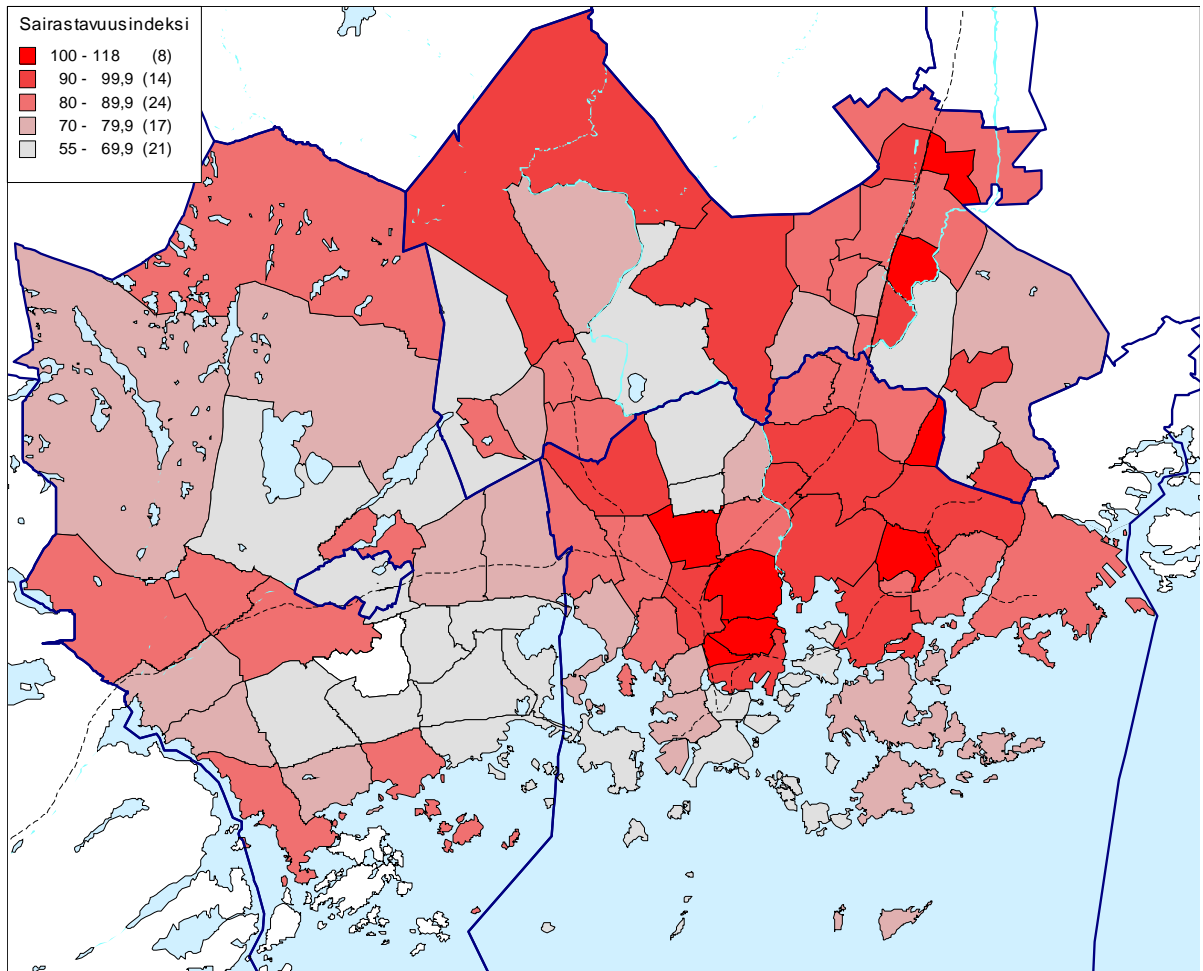 Sairastavuusindeksi
100 - 118 (8)
90 - 99,9 (14)
80 - 89,9 (24)
70 - 79,9 (17)
55 - 69,9 (21)